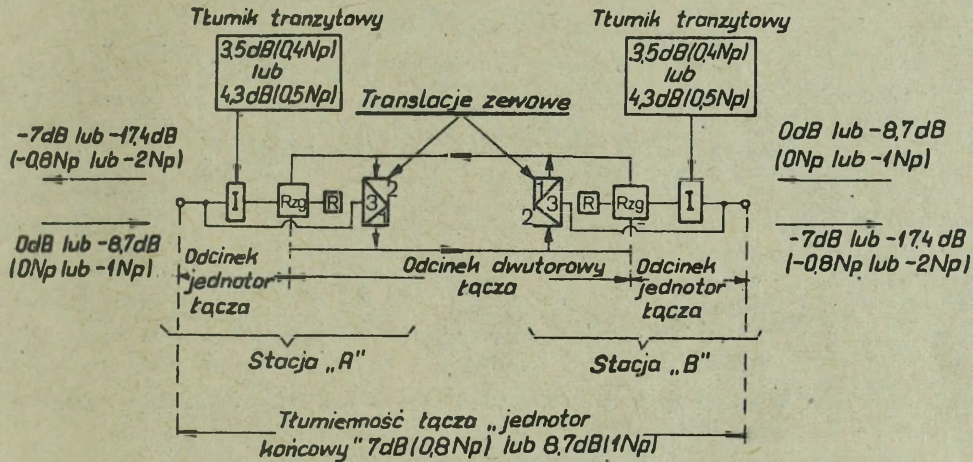 Tłumik tranzytowy
3,5dB(0,4Np)
lub
4,3dB(0,5Np)
Tłumik tranzytowy
3,5dB(0,4Np)
lub
4,3dB(0,5Np)
Translacje zewowe
-7dB lub -17,4dB
(-0,8Np lub -2Np)
0dB lub -8,7dB
(0Np lub -1Np)
I
Rzg
R
2
3
1
1
3
2
R
Rzg
I
0dB lub -8,7dB
(0Np lub -1Np)
-7dB lub -17,4 dB
(-0,8Np lub -2Np)
Odcinek
jednotor
łącza
Odcinek dwutorowy
łącza
Odcinek
jednotor
łącza
Stacja „A"
Stacja „B"
Tłumienność łącza „jednotor
końcowy" 7dB(0,8Np) lub 8,7dB(1Np)